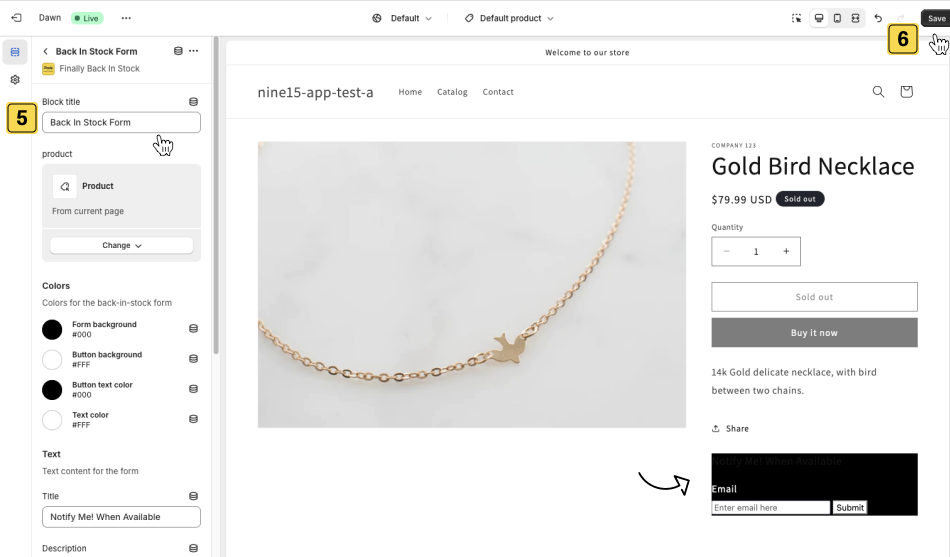 Dawn
Live
Default
Default product
Save
6
Back In Stock Form
Finally Back In Stock
5
Block title
Back In Stock Form
product
Product
From current page
Change
Colors
Colors for the back-in-stock form
Form background
#000
Button background
#FFF
Button text color
#000
Text color
#FFF
Text
Text content for the form
Title
Notify Me! When Available
Description
Welcome to our store
nine15-app-test-a
Home
Catalog
Contact
COMPANY 123
Gold Bird Necklace
$79.99 USD
Sold out
Quantity
1
Sold out
Buy it now
14k Gold delicate necklace, with bird
between two chains.
Share
Notify Me! When Available
Email
Enter email here
Submit